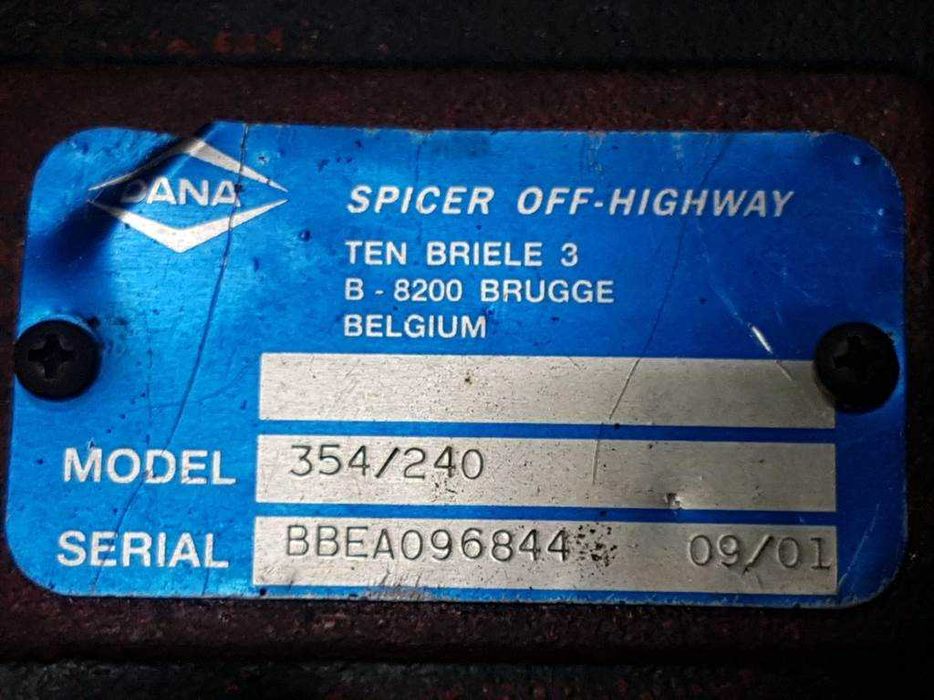 DANA
SPICER OFF-HIGHWAY
TEN BRIELE 3
B - 8200 BRUGGE
BELGIUM
MODEL 354/240
SERIAL BBEA096844 09/01